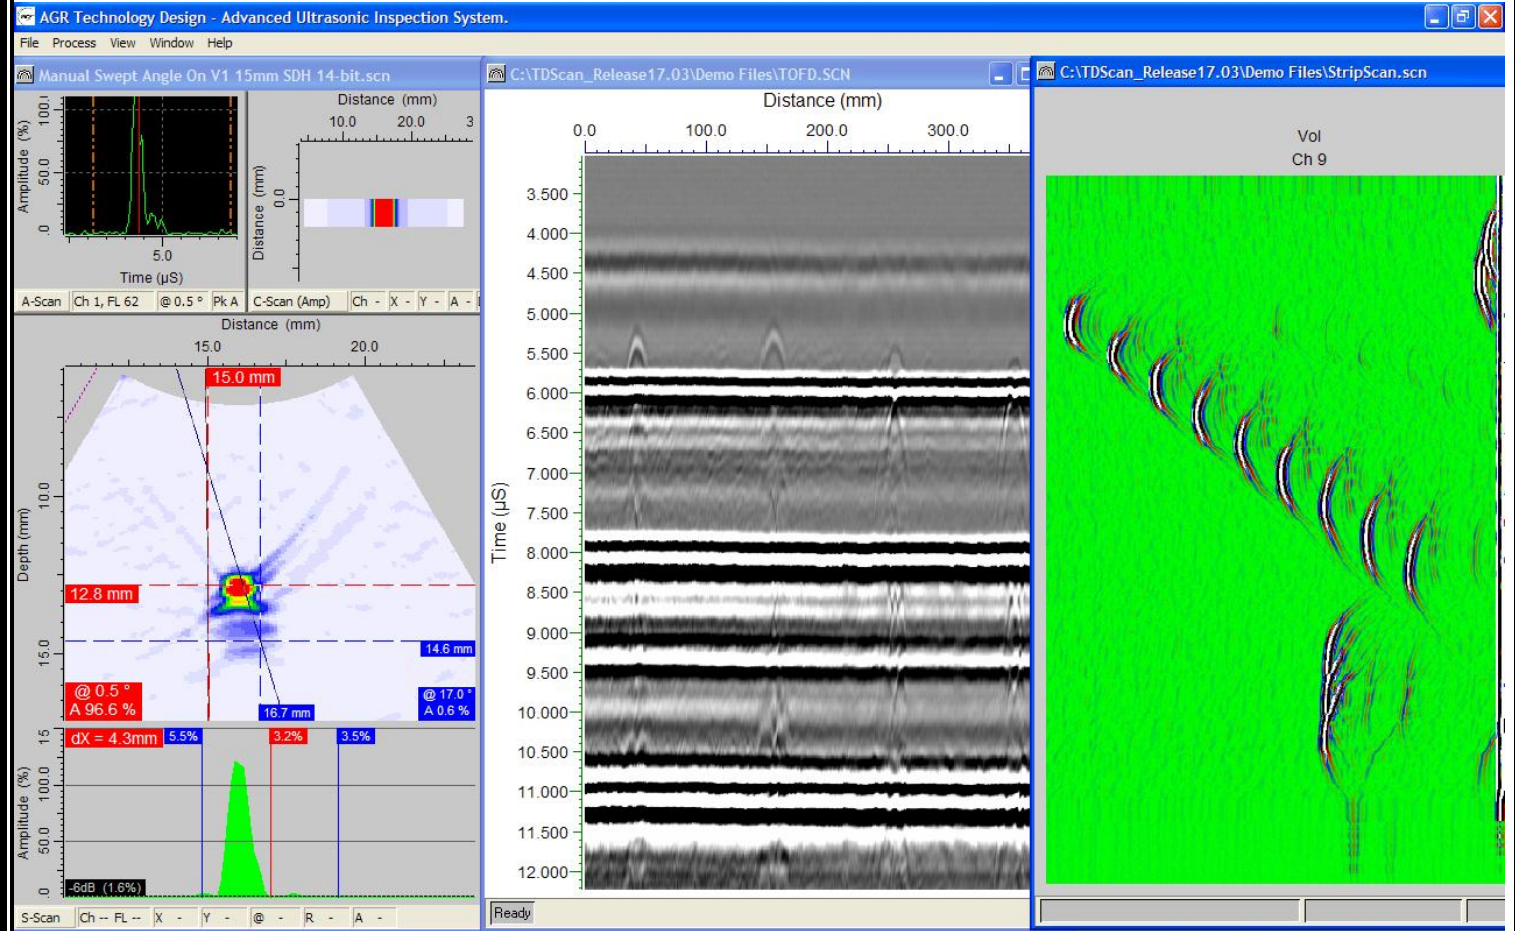 AGR Technology Design - Advanced Ultrasonic Inspection System.
File Process View Window Help
Manual Swept Angle On V1 15mm SDH 14-bit.scn
Amplitude (%)
100.
50.0
.0
5.0
Time (µS)
A-Scan Ch 1, FL 62 @ 0.5 ° Pk A
Distance (mm)
10.0 20.0 3
Distance (mm)
0.0
C-Scan (Amp) Ch - X - Y - A -
Distance (mm)
15.0 20.0
15.0 mm
Depth (mm)
10.0
12.8 mm
15.0
14.6 mm
@ 0.5 °
A 96.6 %
@ 17.0 °
A 0.6 %
16.7 mm
dX = 4.3mm 5.5% 3.2% 3.5%
Amplitude (%)
15
100.0
50.0
.0
-6dB (1.6%)
S-Scan Ch -- FL -- X - Y - @ - R - A -
C:\TDScan_Release17.03\Demo Files\TOFD.SCN
Distance (mm)
0.0 100.0 200.0 300.0
Time (µS)
3.500
4.000
4.500
5.000
5.500
6.000
6.500
7.000
7.500
8.000
8.500
9.000
9.500
10.000
10.500
11.000
11.500
12.000
Ready
C:\TDScan_Release17.03\Demo Files\StripScan.scn
Vol
Ch 9